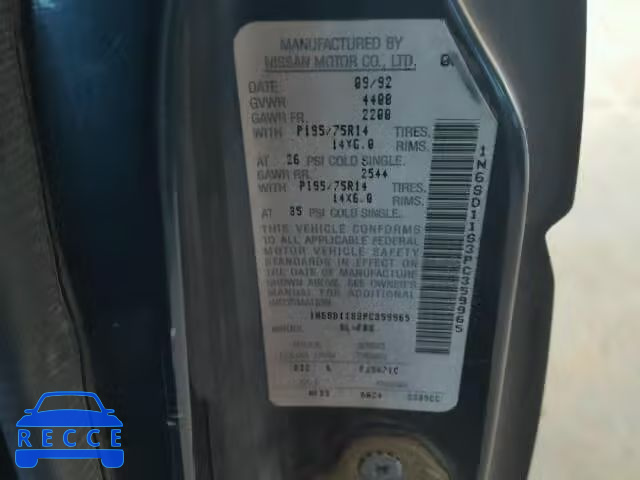 MANUFACTURED BY
NISSAN MOTOR CO., LTD.
DATE 09/92
GVWR 4400
GAWR FR. 2200
WITH P195/75R14 TIRES.
14X6.0 RIMS.
AT 26 PSI COLD SINGLE.
GAWR RR. 2544
WITH P195/75R14 TIRES
14X6.0 RIMS.
AT 35 PSI COLD SINGLE.
THIS VEHICLE CONFORMS
TO ALL APPLICABLE FEDERAL
MOTOR VEHICLE SAFETY
STANDARDS IN EFFECT ON
THE DATE OF MANUFACTURE
SHOWN ABOVE. SEE OWNER'S
MANUAL FOR ADDITIONAL
INFORMATION.
1N6SD11S3PC359965
1N6SD11S3PC359965
RECCE